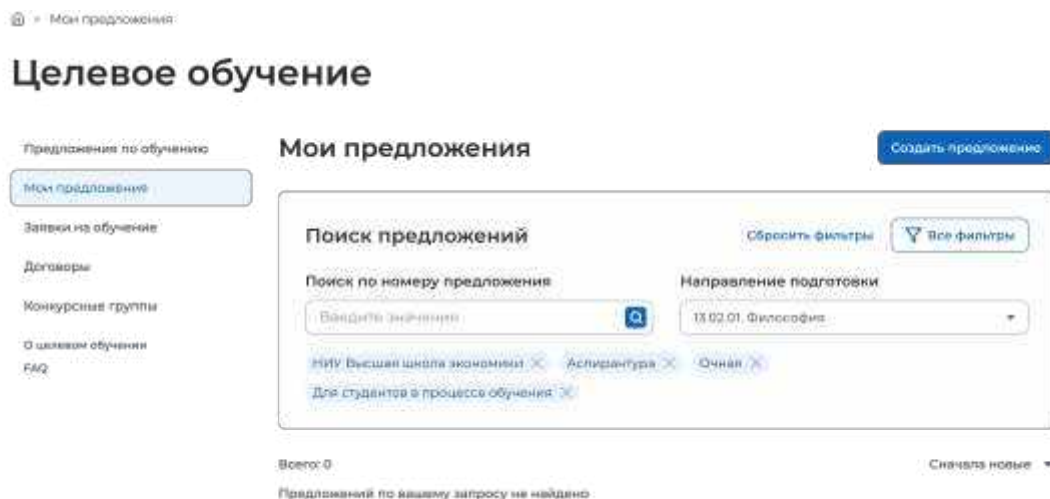 Мои предложения
Целевое обучение
Предложения по обучению
Мои предложения
Заявки на обучение
Договоры
Конкурсные группы
О целевом обучении
FAQ
Мои предложения
Создать предложение
Поиск предложений
Сбросить фильтры
Все фильтры
Поиск по номеру предложения
Направление подготовки
Введите значение
13.02.01. Философия
НИУ Высшая школа экономики
Аспирантура
Очная
Для студентов в процессе обучения
Всего: 0
Сначала новые
Предложений по вашему запросу не найдено